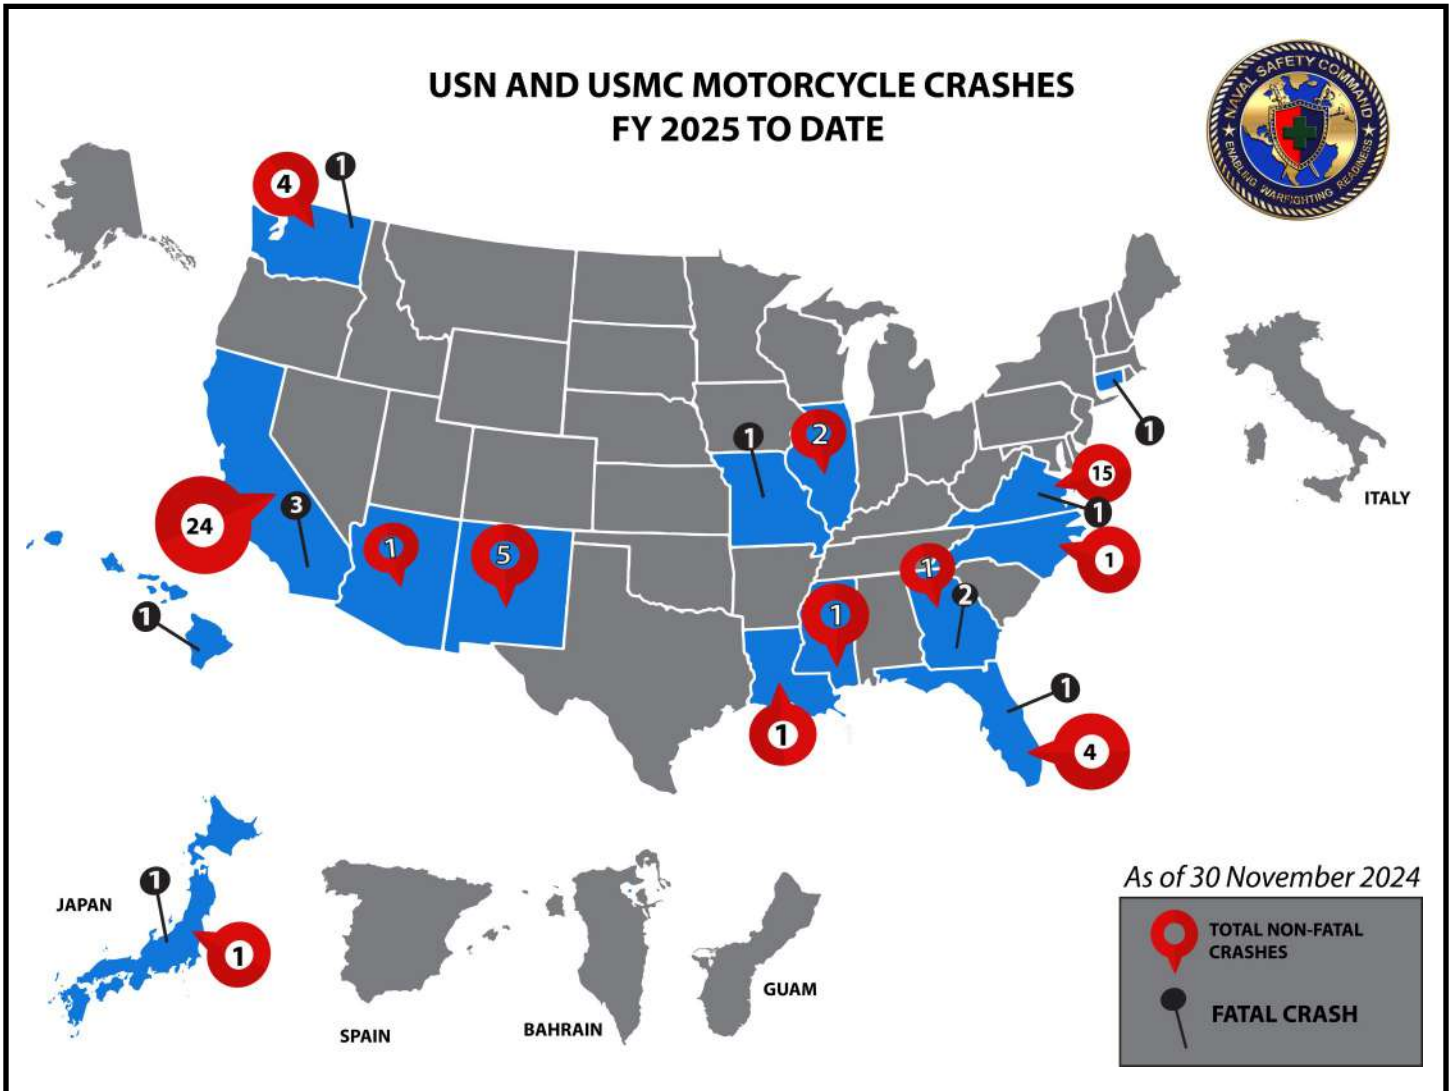 USN AND USMC MOTORCYCLE CRASHES
FY 2025 TO DATE
NAVAL SAFETY COMMAND
ENABLING WARFIGHTING READINESS
4
1
1
2
1
15
1
1
24
3
1
5
1
1
2
1
1
1
4
1
ITALY
JAPAN
1
1
SPAIN
BAHRAIN
GUAM
As of 30 November 2024
TOTAL NON-FATAL
CRASHES
FATAL CRASH